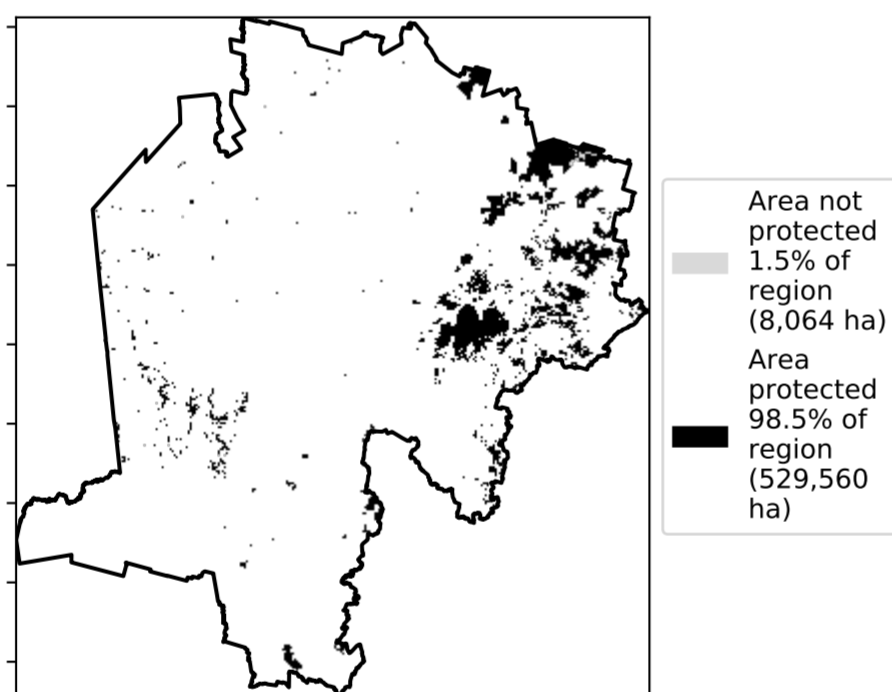 Area not
protected
1.5% of
region
(8,064 ha)
Area
protected
98.5% of
region
(529,560
ha)